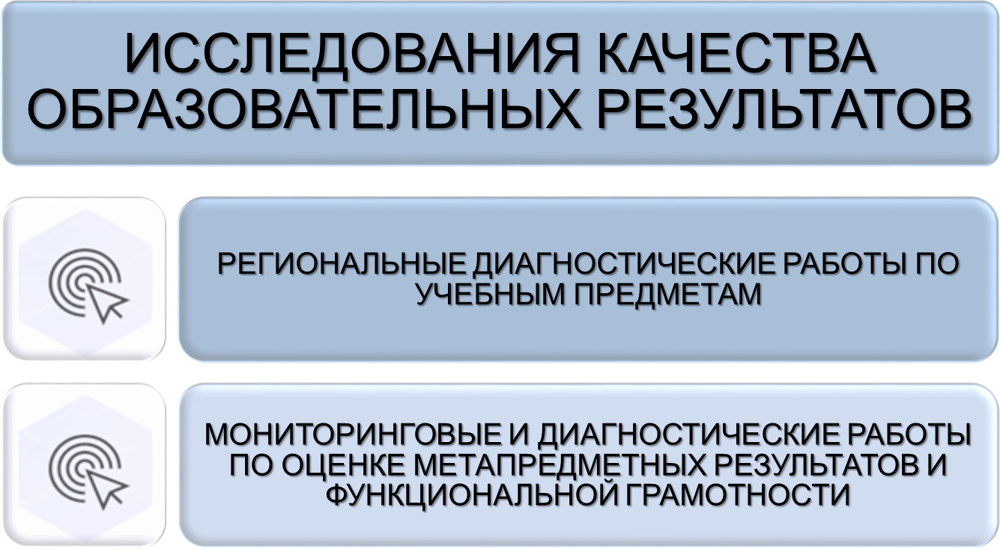 ИССЛЕДОВАНИЯ КАЧЕСТВА
ОБРАЗОВАТЕЛЬНЫХ РЕЗУЛЬТАТОВ
РЕГИОНАЛЬНЫЕ ДИАГНОСТИЧЕСКИЕ РАБОТЫ ПО
УЧЕБНЫМ ПРЕДМЕТАМ
МОНИТОРИНГОВЫЕ И ДИАГНОСТИЧЕСКИЕ РАБОТЫ
ПО ОЦЕНКЕ МЕТАПРЕДМЕТНЫХ РЕЗУЛЬТАТОВ И
ФУНКЦИОНАЛЬНОЙ ГРАМОТНОСТИ